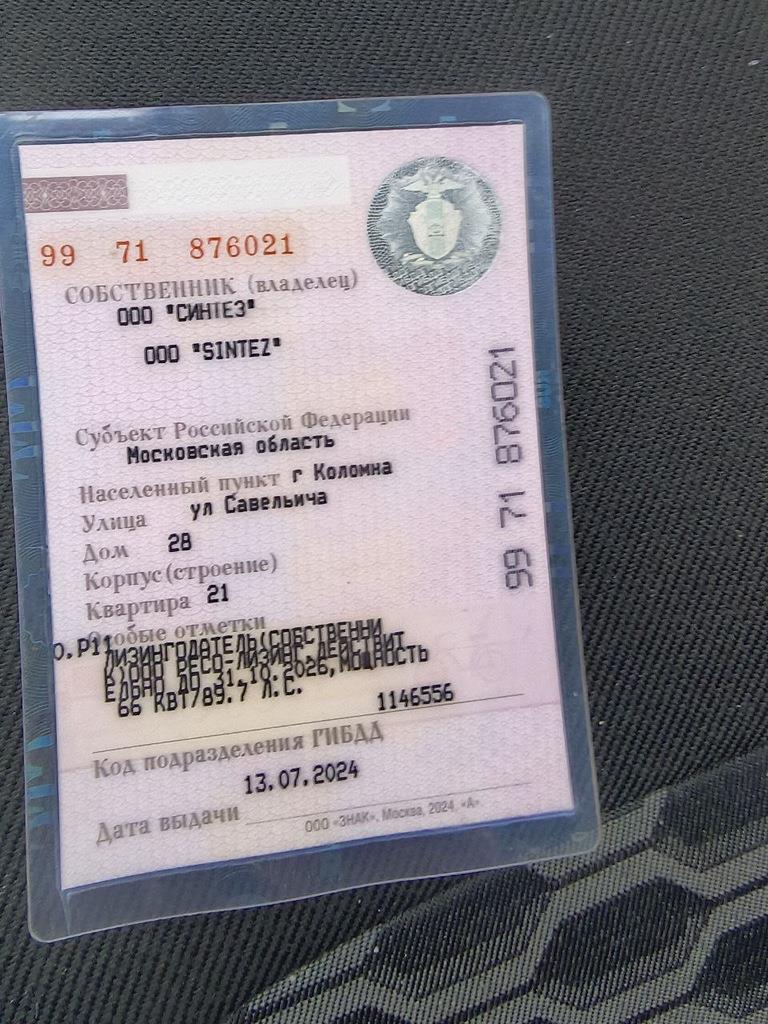 99 71 876021
СОБСТВЕННИК (владелец)
ООО "СИНТЕЗ"
ООО "SINTEZ"
Субъект Российской Федерации
Московская область
Населенный пункт г Коломна
Улица ул Савельича
Дом 28
Корпус (строение)
Квартира 21
Особые отметки
О.Р11
ЛИЗИНГОДАТЕЛЬ(СОБСТВЕННИ
К)ООО РЕСО-ЛИЗИНГ,ДЕЙСТВИТ
ЕЛЬНО ДО 31.10.2026,МОЩНОСТЬ
66 КВТ/89.7 Л.С.
1146556
Код подразделения ГИБДД
13.07.2024
Дата выдачи
ООО «ЗНАК», Москва, 2024, «А»
99 71 876021